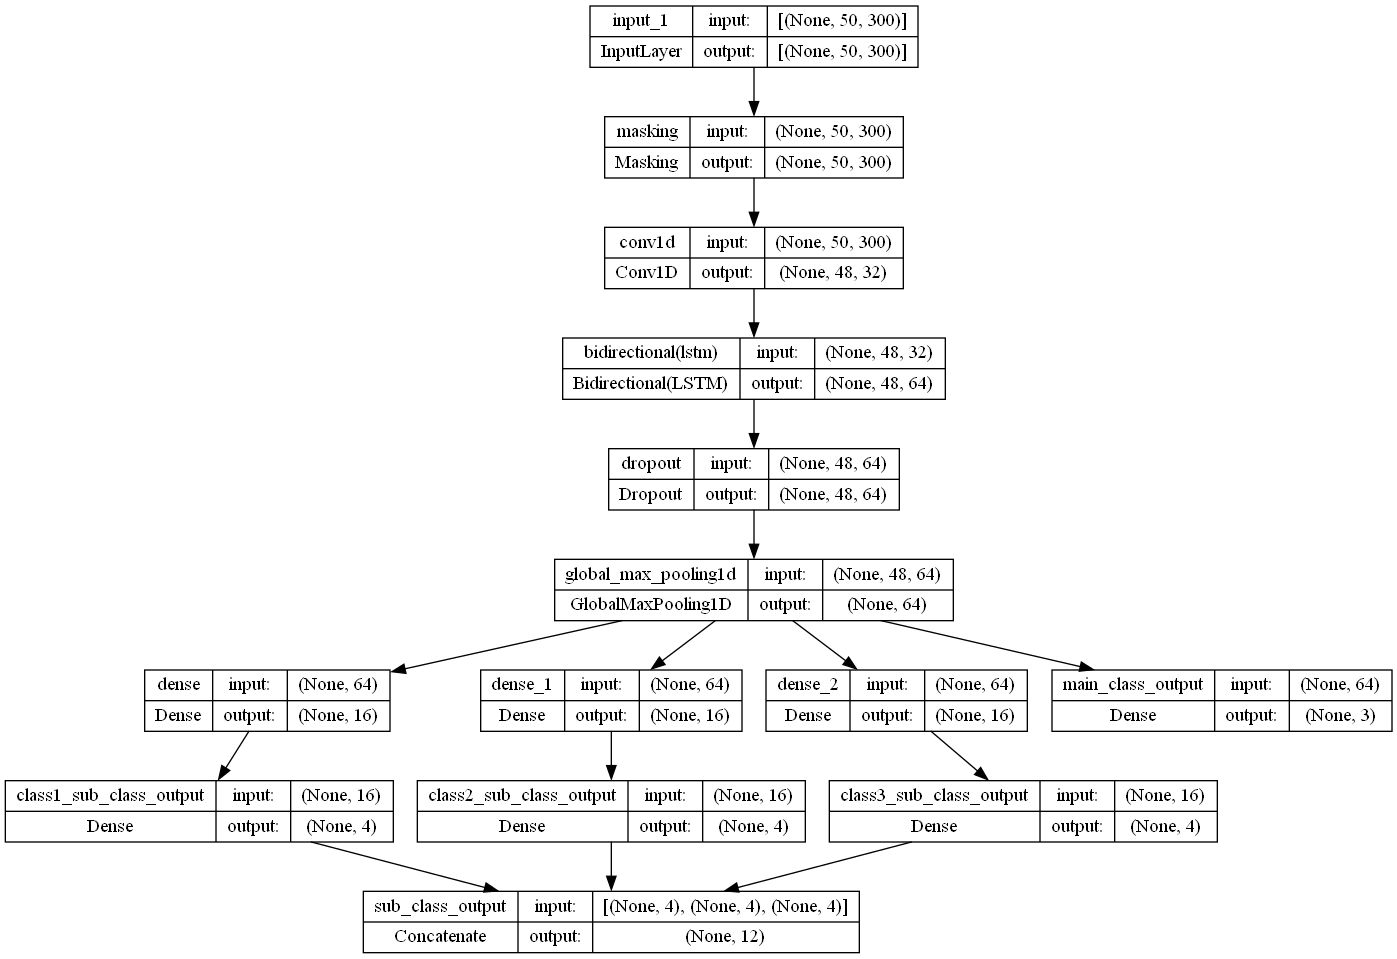 input_1 input: [(None, 50, 300)]
InputLayer output: [(None, 50, 300)]
masking input: (None, 50, 300)
Masking output: (None, 50, 300)
conv1d input: (None, 50, 300)
Conv1D output: (None, 48, 32)
bidirectional(lstm) input: (None, 48, 32)
Bidirectional(LSTM) output: (None, 48, 64)
dropout input: (None, 48, 64)
Dropout output: (None, 48, 64)
global_max_pooling1d input: (None, 48, 64)
GlobalMaxPooling1D output: (None, 64)
dense input: (None, 64)
Dense output: (None, 16)
dense_1 input: (None, 64)
Dense output: (None, 16)
dense_2 input: (None, 64)
Dense output: (None, 16)
main_class_output input: (None, 64)
Dense output: (None, 3)
class1_sub_class_output input: (None, 16)
Dense output: (None, 4)
class2_sub_class_output input: (None, 16)
Dense output: (None, 4)
class3_sub_class_output input: (None, 16)
Dense output: (None, 4)
sub_class_output input: [(None, 4), (None, 4), (None, 4)]
Concatenate output: (None, 12)